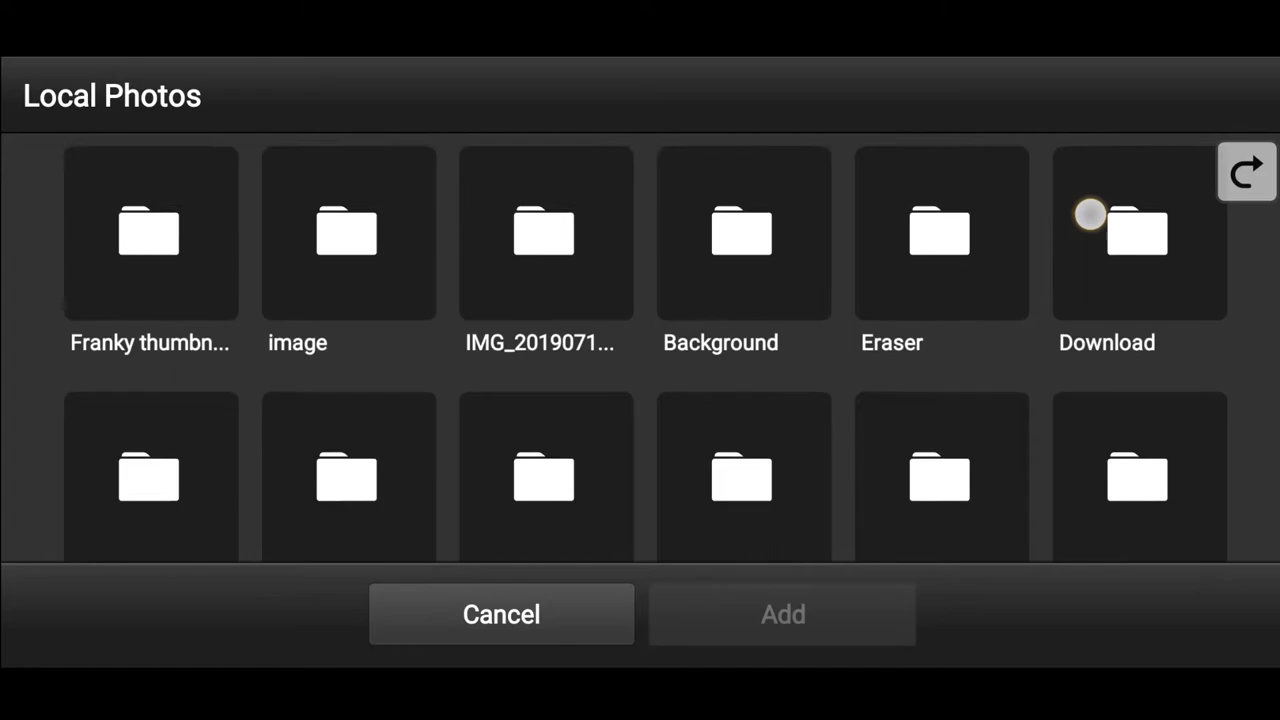 Local Photos
Franky thumbn...
image
IMG_2019071...
Background
Eraser
Download
Cancel
Add